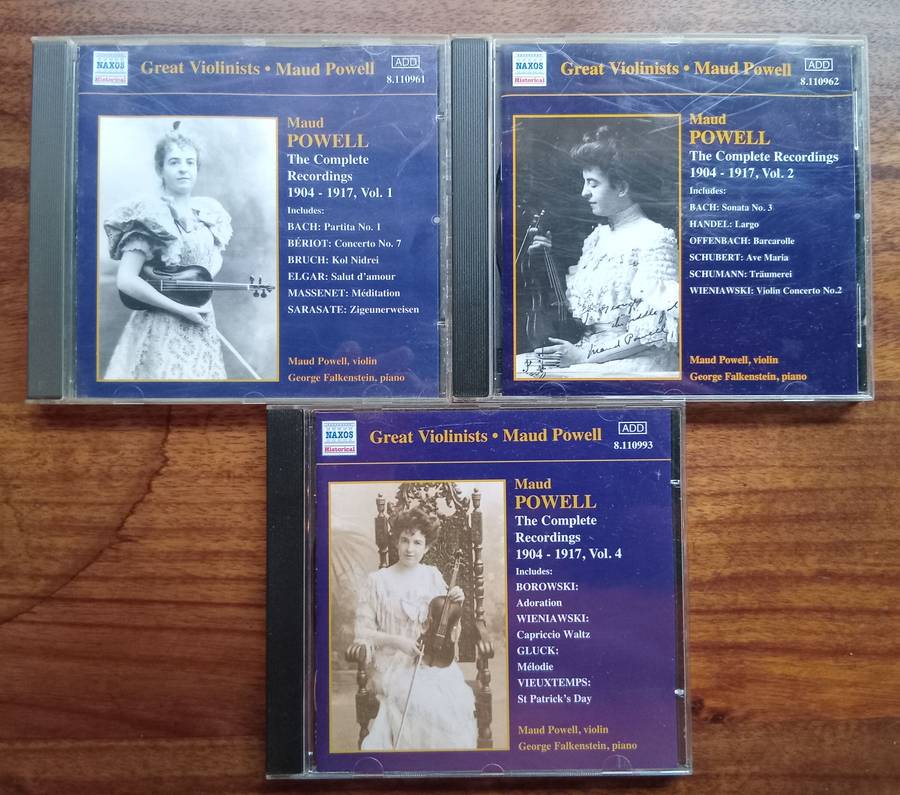 NAXOS
Historical
Great Violinists • Maud Powell
ADD
8.110961
Maud
POWELL
The Complete
Recordings
1904 - 1917, Vol. 1
Includes:
BACH: Partita No. 1
BÉRIOT: Concerto No. 7
BRUCH: Kol Nidrei
ELGAR: Salut d'amour
MASSENET: Méditation
SARASATE: Zigeunerweisen
Maud Powell, violin
George Falkenstein, piano
NAXOS
Historical
Great Violinists • Maud Powell
ADD
8.110962
Maud
POWELL
The Complete Recordings
1904 - 1917, Vol. 2
Includes:
BACH: Sonata No. 3
HANDEL: Largo
OFFENBACH: Barcarolle
SCHUBERT: Ave Maria
SCHUMANN: Träumerei
WIENIAWSKI: Violin Concerto No.2
Maud Powell
Maud Powell, violin
George Falkenstein, piano
NAXOS
Historical
Great Violinists • Maud Powell
ADD
8.110993
Maud
POWELL
The Complete
Recordings
1904 - 1917, Vol. 4
Includes:
BOROWSKI:
Adoration
WIENIAWSKI:
Capriccio Waltz
GLUCK:
Mélodie
VIEUXTEMPS:
St Patrick's Day
Maud Powell, violin
George Falkenstein, piano